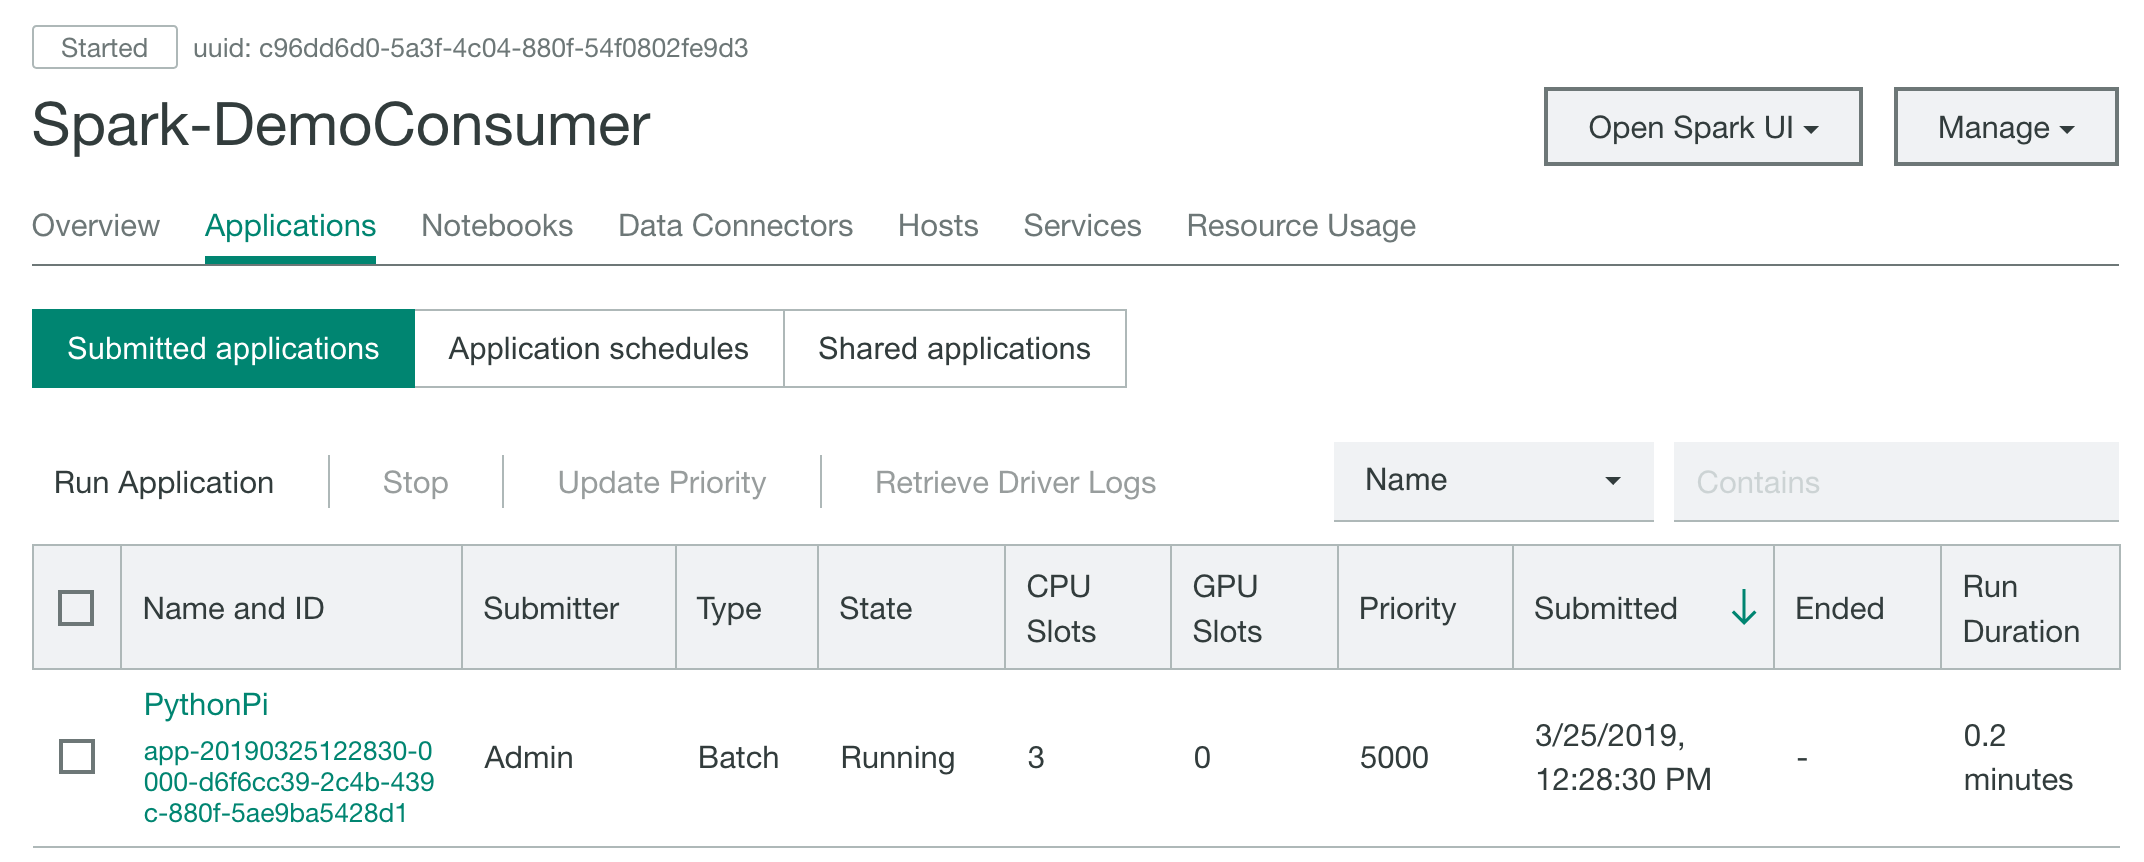 Started uuid: c96dd6d0-5a3f-4c04-880f-54f0802fe9d3
Spark-DemoConsumer
Open Spark UI
Manage
Overview Applications Notebooks Data Connectors Hosts Services Resource Usage
Submitted applications Application schedules Shared applications
Run Application Stop Update Priority Retrieve Driver Logs Name Contains
Name and ID Submitter Type State CPU Slots GPU Slots Priority Submitted Ended Run Duration
PythonPi
app-20190325122830-0
000-d6f6cc39-2c4b-439
c-880f-5ae9ba5428d1
Admin Batch Running 3 0 5000
3/25/2019,
12:28:30 PM
-
0.2
minutes